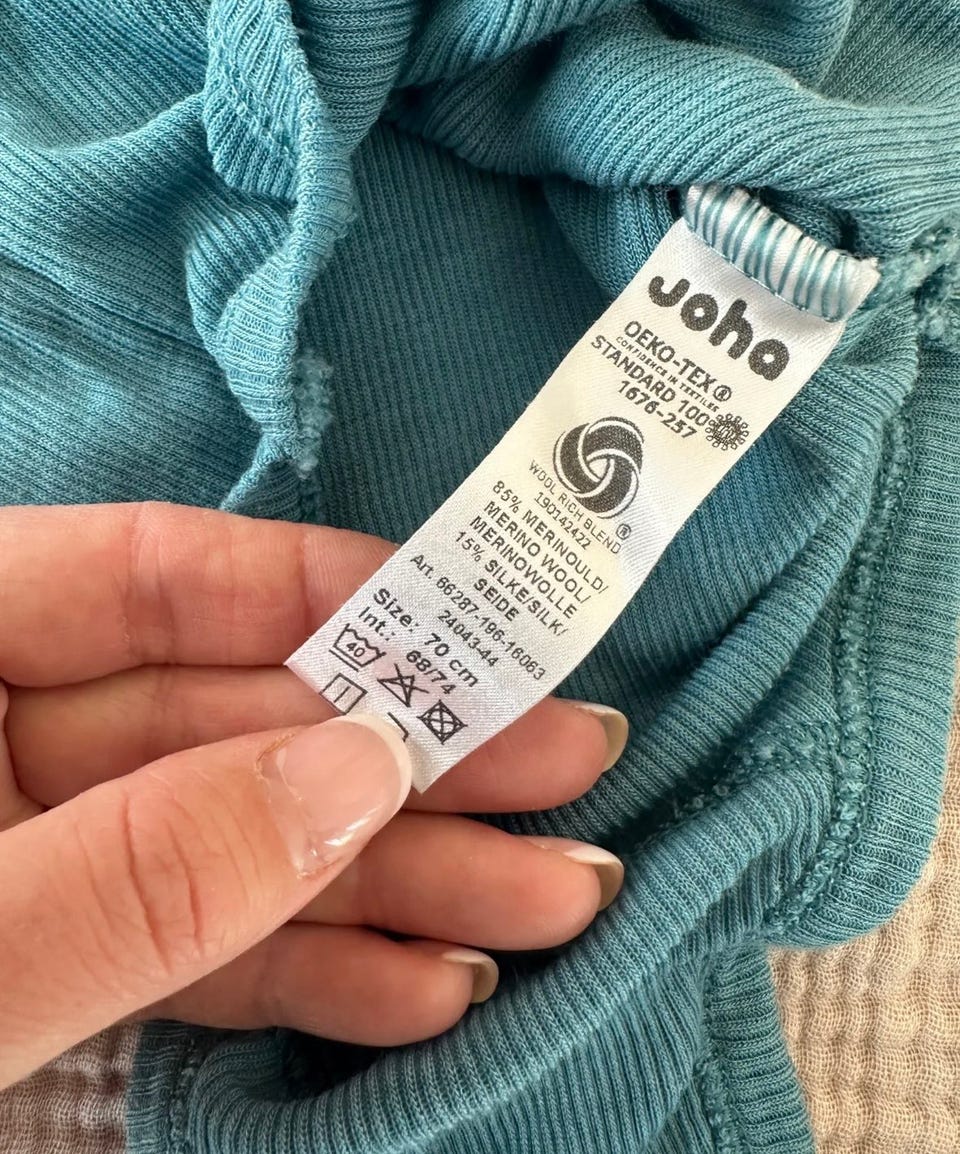 Joha
OEKO-TEX®
CONFIDENCE IN TEXTILES
STANDARD 100
1676-257
WOOL RICH BLEND
®
19014242Z
85% MERINOULD/
MERINO WOOL/
MERINOWOLLE
15% SILKE/SILK/
SEIDE
Art. 66287-196-16063
24043-44
Size: 70 cm
Int.: 68/74
40